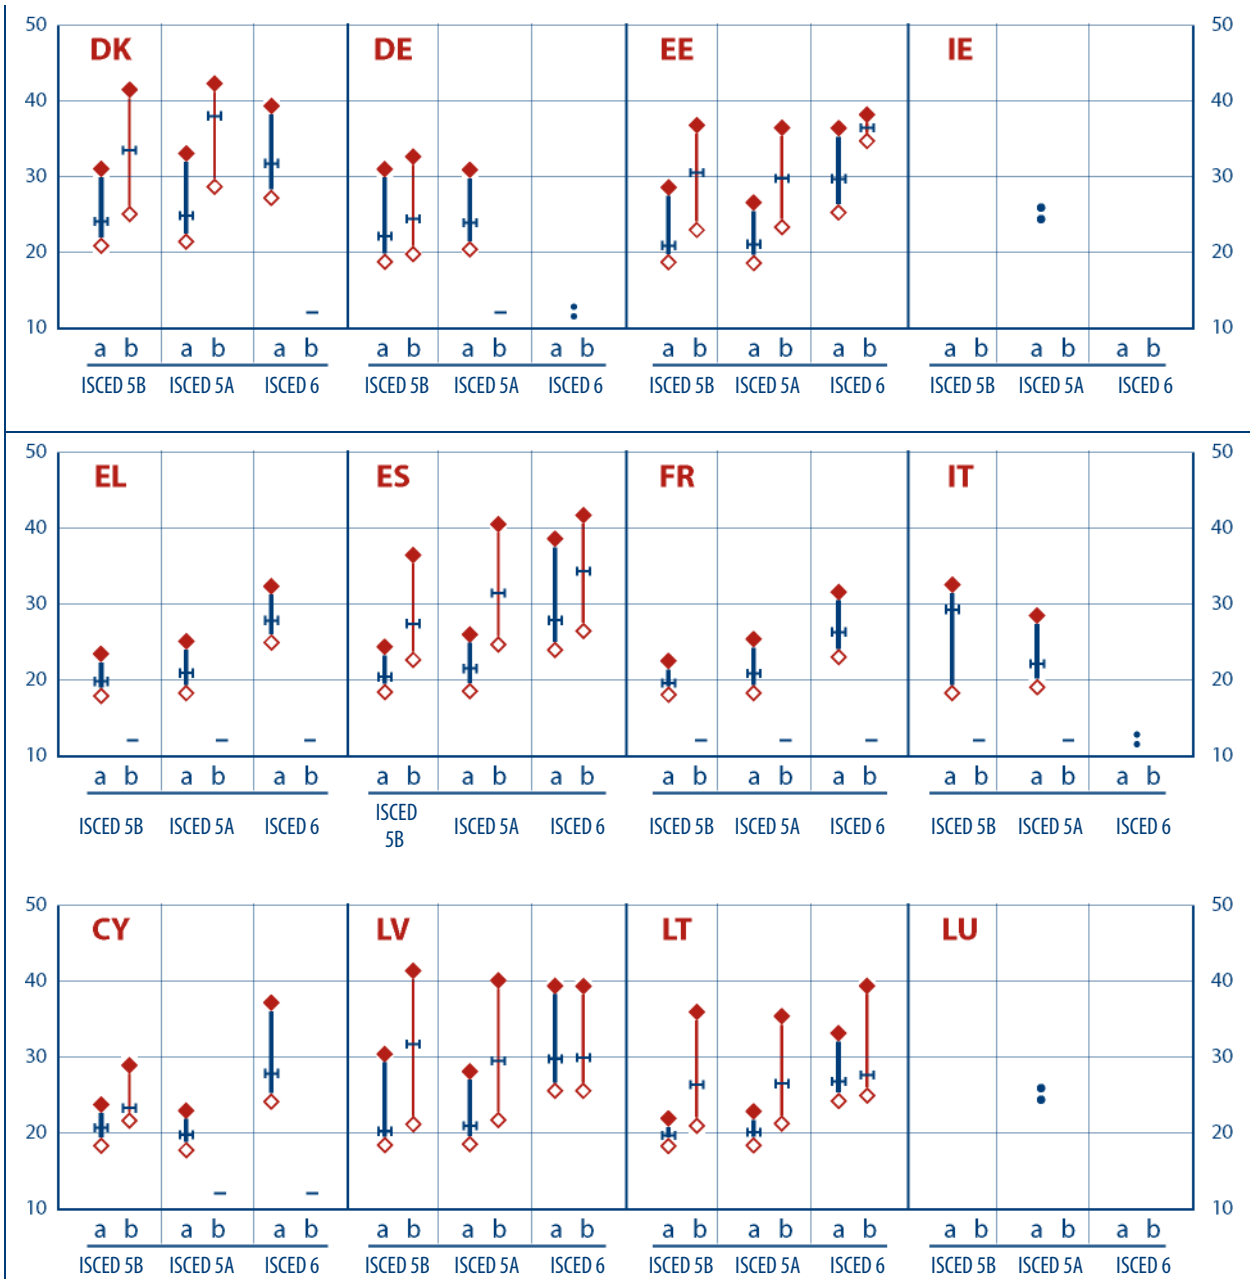 50 50
DK DE EE IE
40 40
30 30
20 20
10 10
a b a b a b a b a b a b a b a b a b a b a b a b
ISCED 5B ISCED 5A ISCED 6 ISCED 5B ISCED 5A ISCED 6 ISCED 5B ISCED 5A ISCED 6 ISCED 5B ISCED 5A ISCED 6
50 50
EL ES FR IT
40 40
30 30
20 20
10 10
a b a b a b a b a b a b a b a b a b a b a b a b
ISCED 5B ISCED 5A ISCED 6 ISCED 5B ISCED 5A ISCED 6 ISCED 5B ISCED 5A ISCED 6 ISCED 5B ISCED 5A ISCED 6
50 50
CY LV LT LU
40 40
30 30
20 20
10 10
a b a b a b a b a b a b a b a b a b a b a b a b
ISCED 5B ISCED 5A ISCED 6 ISCED 5B ISCED 5A ISCED 6 ISCED 5B ISCED 5A ISCED 6 ISCED 5B ISCED 5A ISCED 6